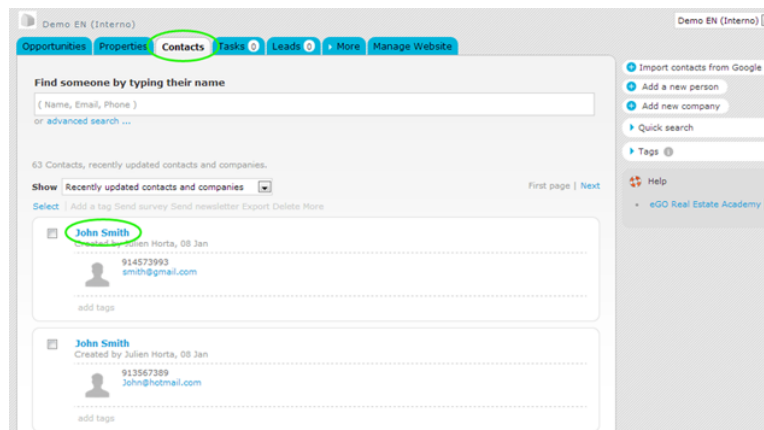 Demo EN (Interno)
Demo EN (Interno)
Opportunities Properties Contacts Tasks 0 Leads 0 More Manage Website
Find someone by typing their name
( Name, Email, Phone )
or advanced search ...
63 Contacts, recently updated contacts and companies.
Show Recently updated contacts and companies First page | Next
Select | Add a tag Send survey Send newsletter Export Delete More
John Smith
Created by Julien Horta, 08 Jan
914573993
smith@gmail.com
add tags
John Smith
Created by Julien Horta, 08 Jan
913567389
John@hotmail.com
add tags
Import contacts from Google
Add a new person
Add new company
Quick search
Tags
Help
eGO Real Estate Academy